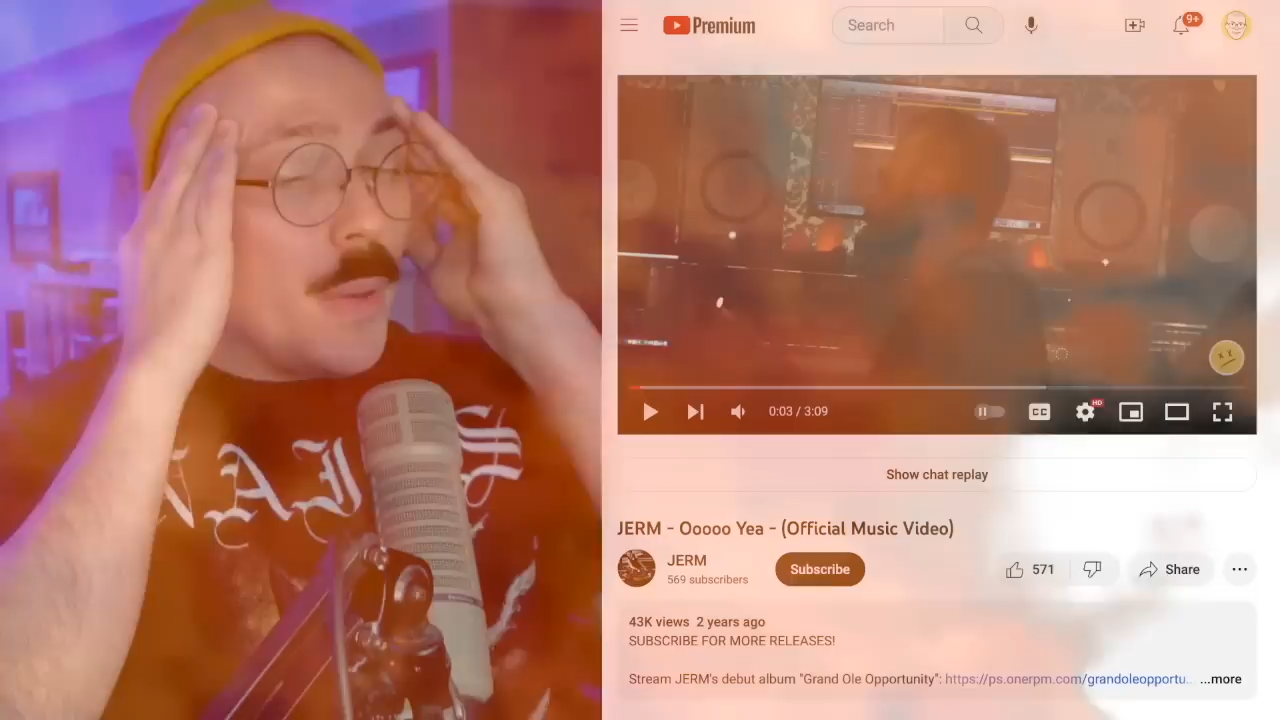 Premium
Search
9+
0:03 / 3:09
CC
HD
Show chat replay
JERM - Ooooo Yea - (Official Music Video)
JERM
569 subscribers
Subscribe
571
Share
43K views 2 years ago
SUBSCRIBE FOR MORE RELEASES!
Stream JERM's debut album "Grand Ole Opportunity": https://ps.onerpm.com/grandoleopportu... ...more